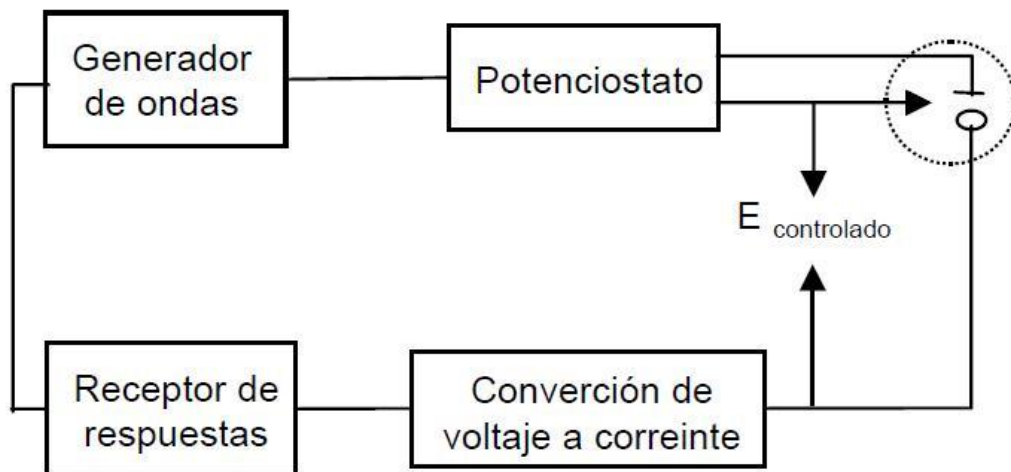 Generador
de ondas
Potenciostato
E controlado
Receptor de
respuestas
Converción de
voltaje a correinte